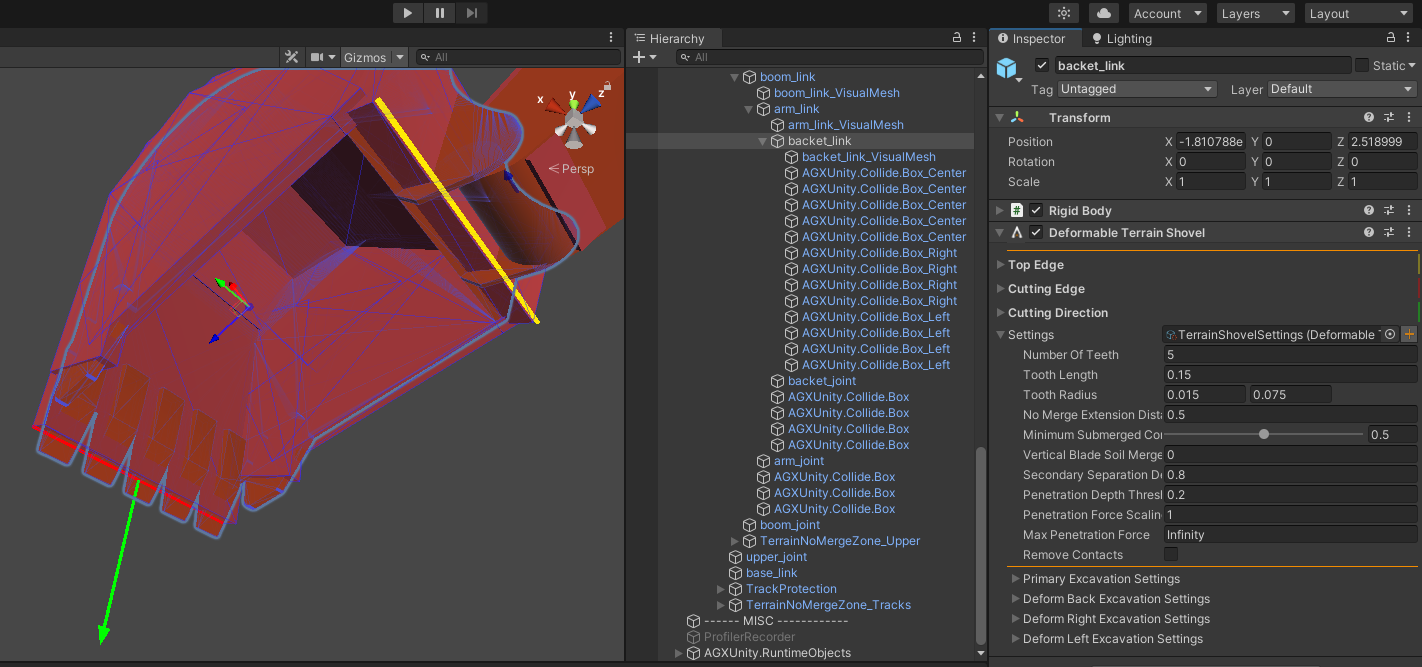 Account
Layers
Layout
Gizmos
All
x
y
z
Persp
Hierarchy
All
boom_link
boom_link_VisualMesh
arm_link
arm_link_VisualMesh
backet_link
backet_link_VisualMesh
AGXUnity.Collide.Box_Center
AGXUnity.Collide.Box_Center
AGXUnity.Collide.Box_Center
AGXUnity.Collide.Box_Center
AGXUnity.Collide.Box_Center
AGXUnity.Collide.Box_Right
AGXUnity.Collide.Box_Right
AGXUnity.Collide.Box_Right
AGXUnity.Collide.Box_Right
AGXUnity.Collide.Box_Left
AGXUnity.Collide.Box_Left
AGXUnity.Collide.Box_Left
AGXUnity.Collide.Box_Left
backet_joint
AGXUnity.Collide.Box
AGXUnity.Collide.Box
AGXUnity.Collide.Box
AGXUnity.Collide.Box
arm_joint
AGXUnity.Collide.Box
AGXUnity.Collide.Box
AGXUnity.Collide.Box
boom_joint
TerrainNoMergeZone_Upper
upper_joint
base_link
TrackProtection
TerrainNoMergeZone_Tracks
------ MISC ------------
ProfilerRecorder
AGXUnity.RuntimeObjects
Inspector Lighting
backet_link Static
Tag Untagged Layer Default
Transform
Position X -1.810788e Y 0 Z 2.518999
Rotation X 0 Y 0 Z 0
Scale X 1 Y 1 Z 1
# Rigid Body
Deformable Terrain Shovel
Top Edge
Cutting Edge
Cutting Direction
Settings TerrainShovelSettings (Deformable
Number Of Teeth 5
Tooth Length 0.15
Tooth Radius 0.015 0.075
No Merge Extension Dista 0.5
Minimum Submerged Cor 0.5
Vertical Blade Soil Merge 0
Secondary Separation De 0.8
Penetration Depth Thresh 0.2
Penetration Force Scaling 1
Max Penetration Force Infinity
Remove Contacts
Primary Excavation Settings
Deform Back Excavation Settings
Deform Right Excavation Settings
Deform Left Excavation Settings